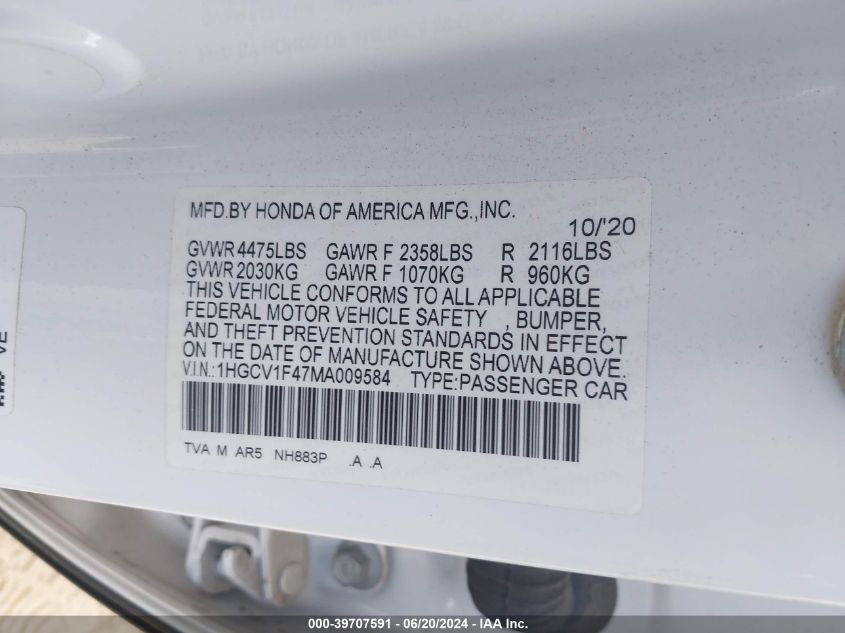 MFD.BY HONDA OF AMERICA MFG.,INC.
10/'20
GVWR 4475LBS GAWR F 2358LBS R 2116LBS
GVWR 2030KG GAWR F 1070KG R 960KG
THIS VEHICLE CONFORMS TO ALL APPLICABLE
FEDERAL MOTOR VEHICLE SAFETY , BUMPER,
AND THEFT PREVENTION STANDARDS IN EFFECT
ON THE DATE OF MANUFACTURE SHOWN ABOVE.
V.I.N.:1HGCV1F47MA009584 TYPE:PASSENGER CAR
TVA M AR5 NH883P .A .A
VE
000-39707591 - 06/20/2024 - IAA Inc.